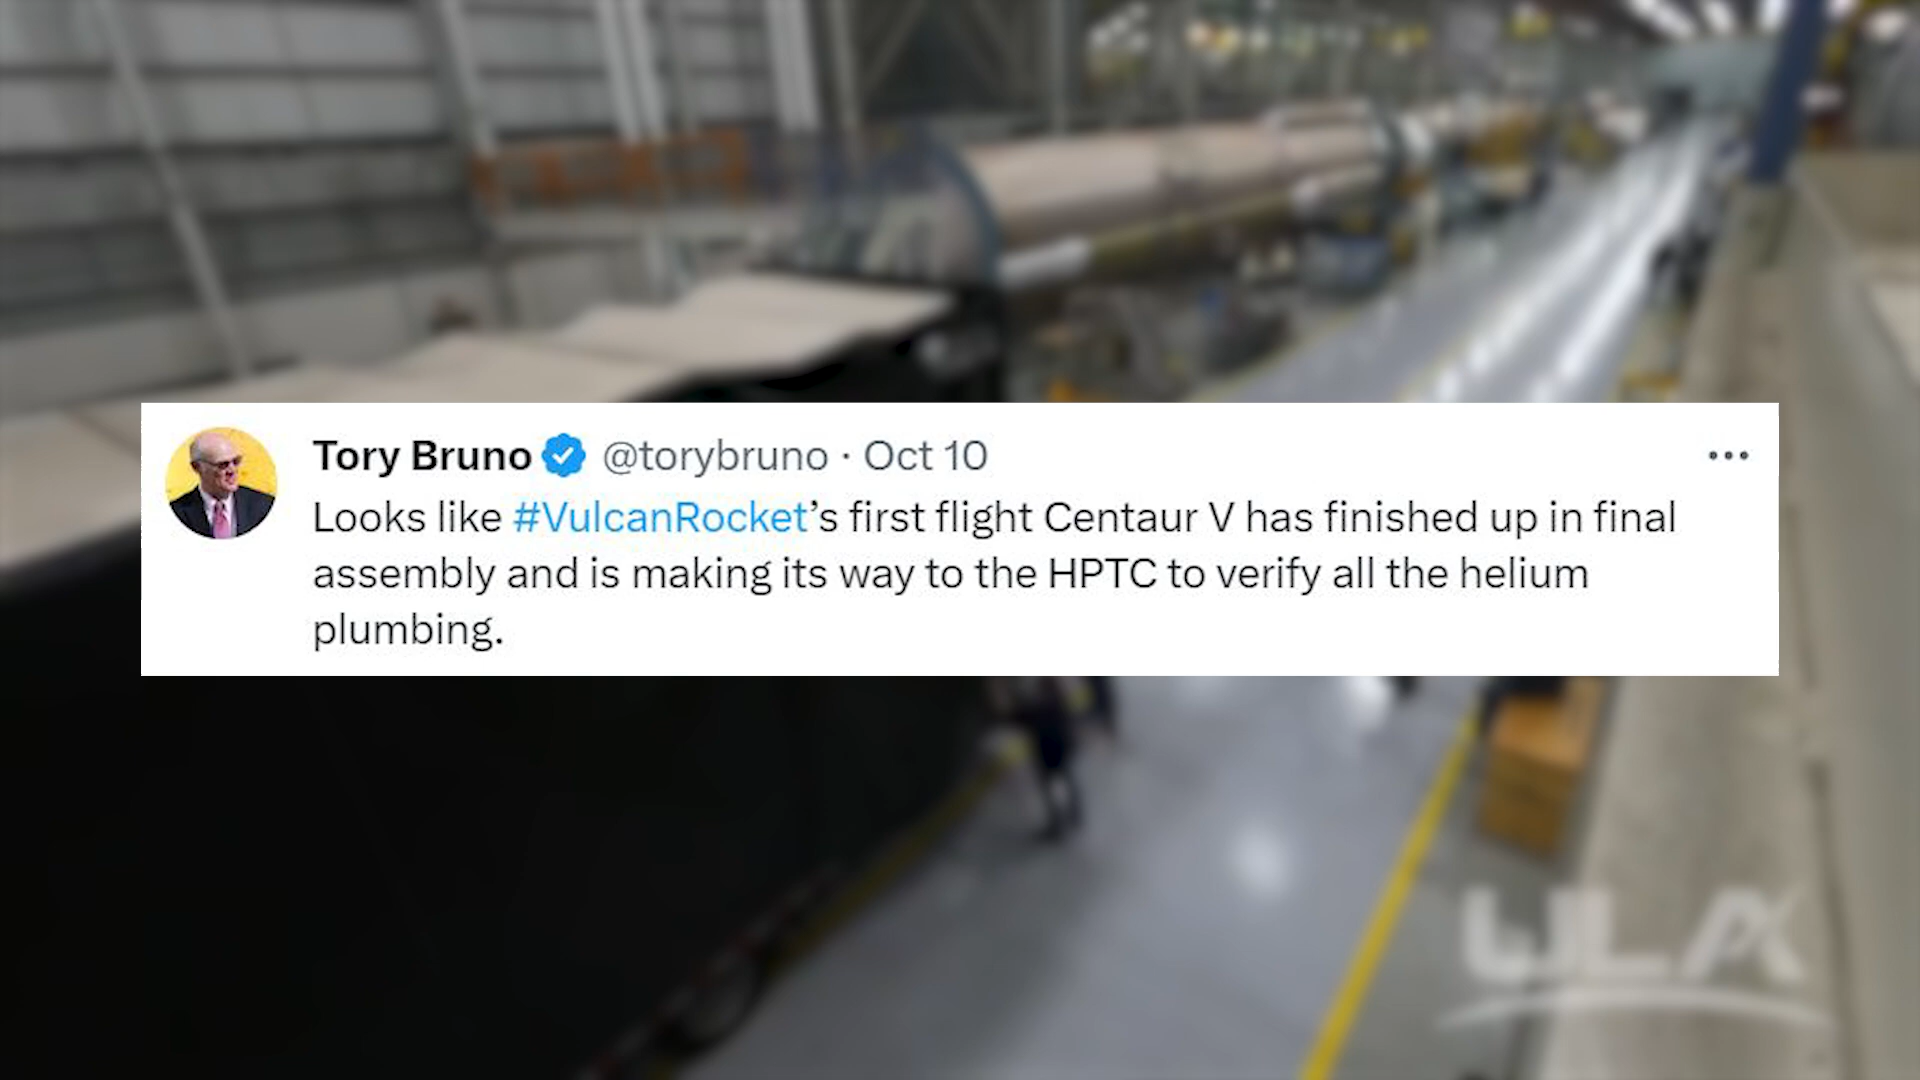 Tory Bruno @torybruno · Oct 10
Looks like #VulcanRocket’s first flight Centaur V has finished up in final
assembly and is making its way to the HPTC to verify all the helium
plumbing.
ULA